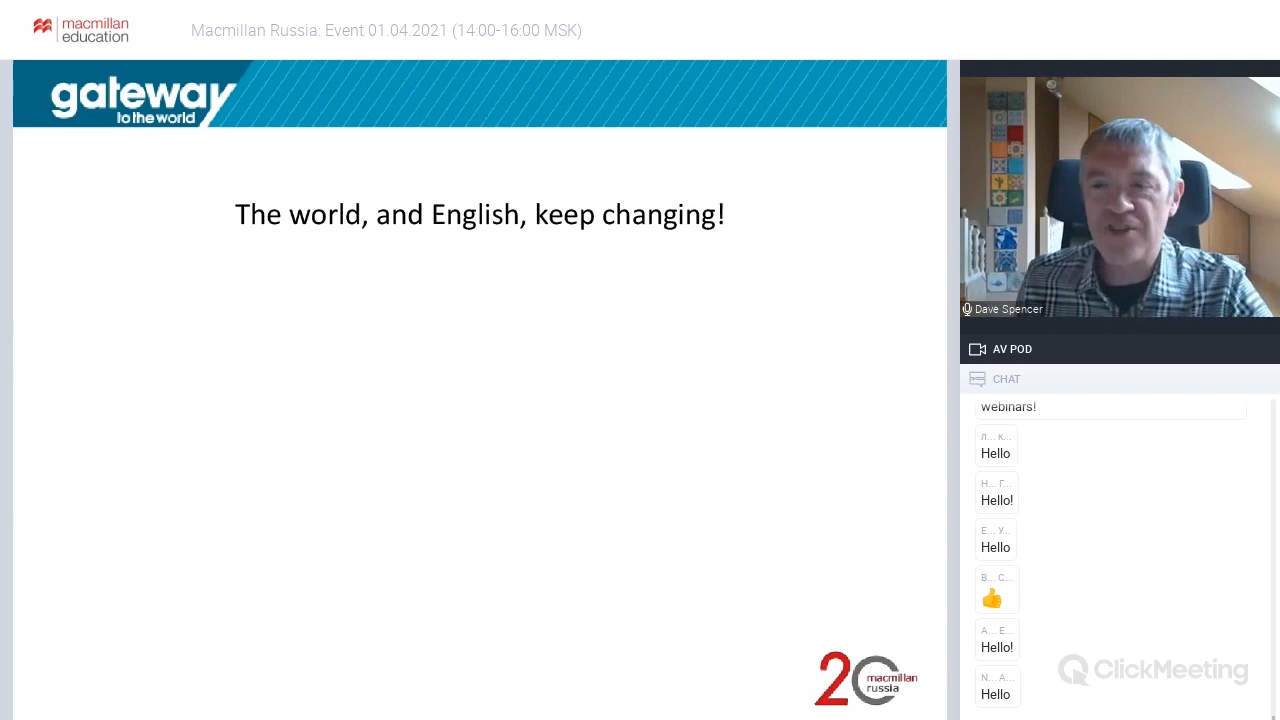 macmillan
education
Macmillan Russia: Event 01.04.2021 (14:00-16:00 MSK)
gateway
to the world
The world, and English, keep changing!
20
macmillan
russia
Dave Spencer
AV POD
CHAT
webinars!
Л... К...
Hello
Н... Г...
Hello!
Е... У...
Hello
В... С...
А... Е...
Hello!
N... A...
Hello
ClickMeeting